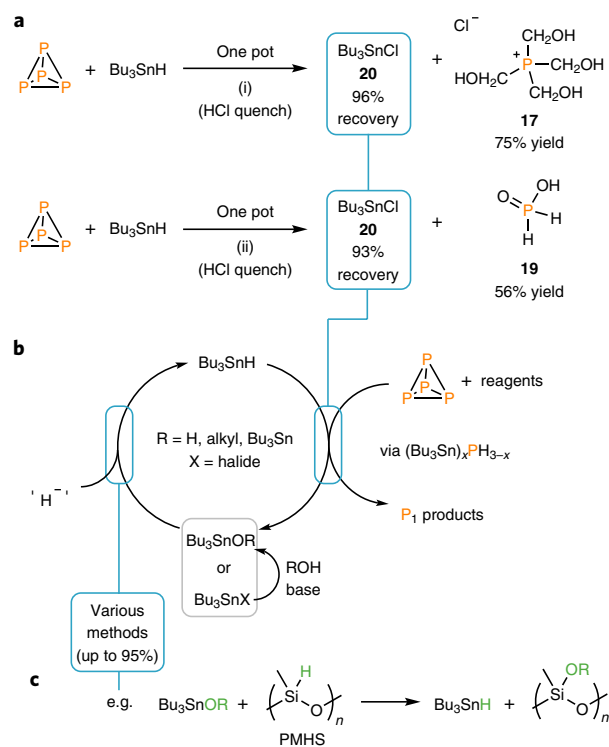 a
P P P P + Bu₃SnH One pot (i) (HCl quench) Bu₃SnCl 20 96% recovery + Cl⁻ HOH₂C P⁺ CH₂OH CH₂OH CH₂OH 17 75% yield
P P P P + Bu₃SnH One pot (ii) (HCl quench) Bu₃SnCl 20 93% recovery + O P OH H H 19 56% yield
b
Bu₃SnH
P P P P + reagents
R = H, alkyl, Bu₃Sn
X = halide
via (Bu₃Sn)ₓPH₃₋ₓ
' H⁻ '
P₁ products
Bu₃SnOR
or
Bu₃SnX
ROH
base
Various
methods
(up to 95%)
c
e.g.
Bu₃SnOR + ( Si H O )n Bu₃SnH + ( Si OR O )n
PMHS